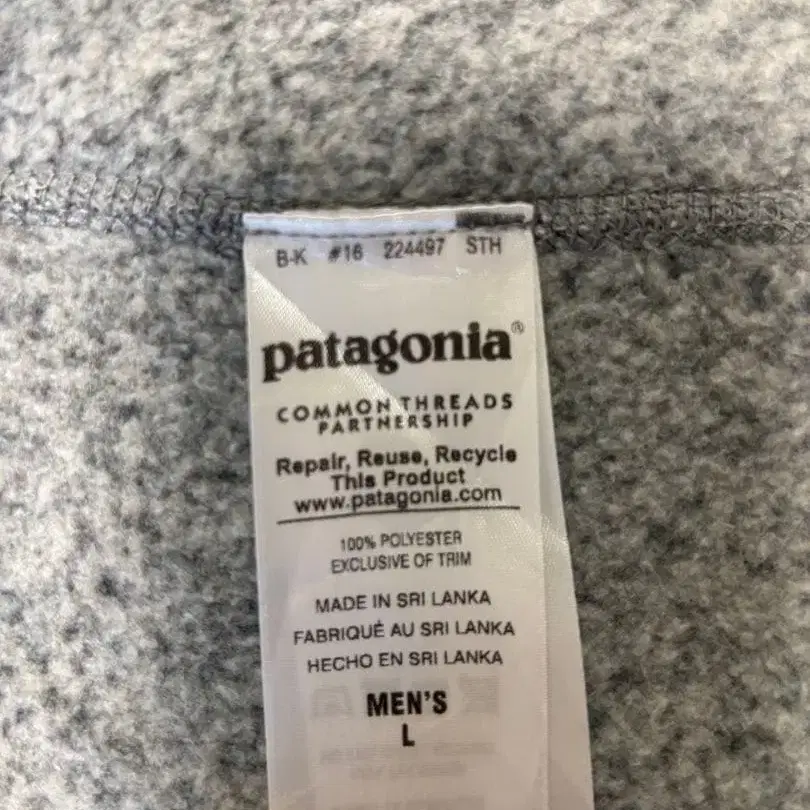 B-K #16 224497 STH
patagonia®
COMMON THREADS
PARTNERSHIP
Repair, Reuse, Recycle
This Product
www.patagonia.com
100% POLYESTER
EXCLUSIVE OF TRIM
MADE IN SRI LANKA
FABRIQUÉ AU SRI LANKA
HECHO EN SRI LANKA
MEN'S
L